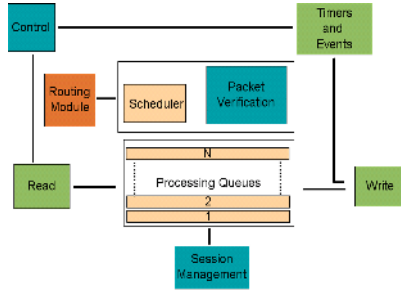 Control
Timers
and
Events
Routing
Module
Scheduler
Packet
Verification
N
Processing Queues
2
1
Read
Write
Session
Management